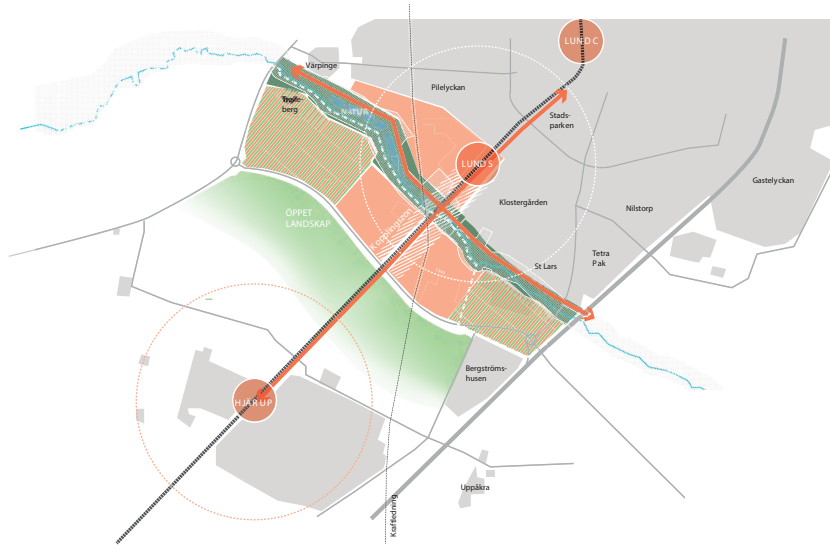 LUND C
Värpinge
Pilelyckan
berg
NATUR
Stads-
parken
LUND S
Gastelyckan
Klostergården
Nilstorp
ÖPPET
LANDSKAP
Kopplingszon
St Lars
Tetra
Pak
Bergströms-
husen
HJÄRUP
Uppåkra
Kraftledning